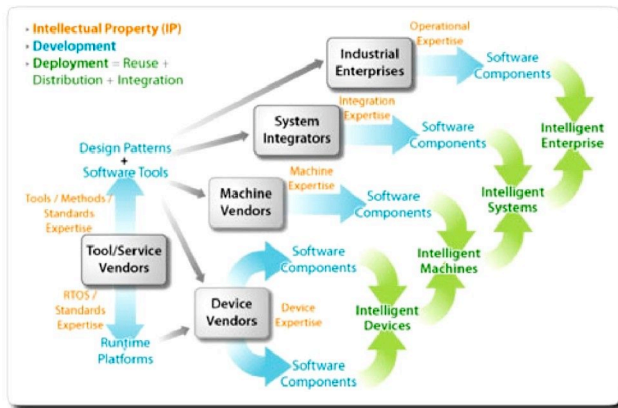 • Intellectual Property (IP)
• Development
• Deployment = Reuse +
Distribution + Integration
Industrial
Enterprises
Operational
Expertise
Software
Components
System
Integrators
Integration
Expertise
Software
Components
Intelligent
Enterprise
Design Patterns
+
Software Tools
Machine
Vendors
Machine
Expertise
Software
Components
Intelligent
Systems
Tools / Methods /
Standards
Expertise
Tool/Service
Vendors
Software
Components
Intelligent
Machines
RTOS /
Standards
Expertise
Device
Vendors
Device
Expertise
Intelligent
Devices
Runtime
Platforms
Software
Components